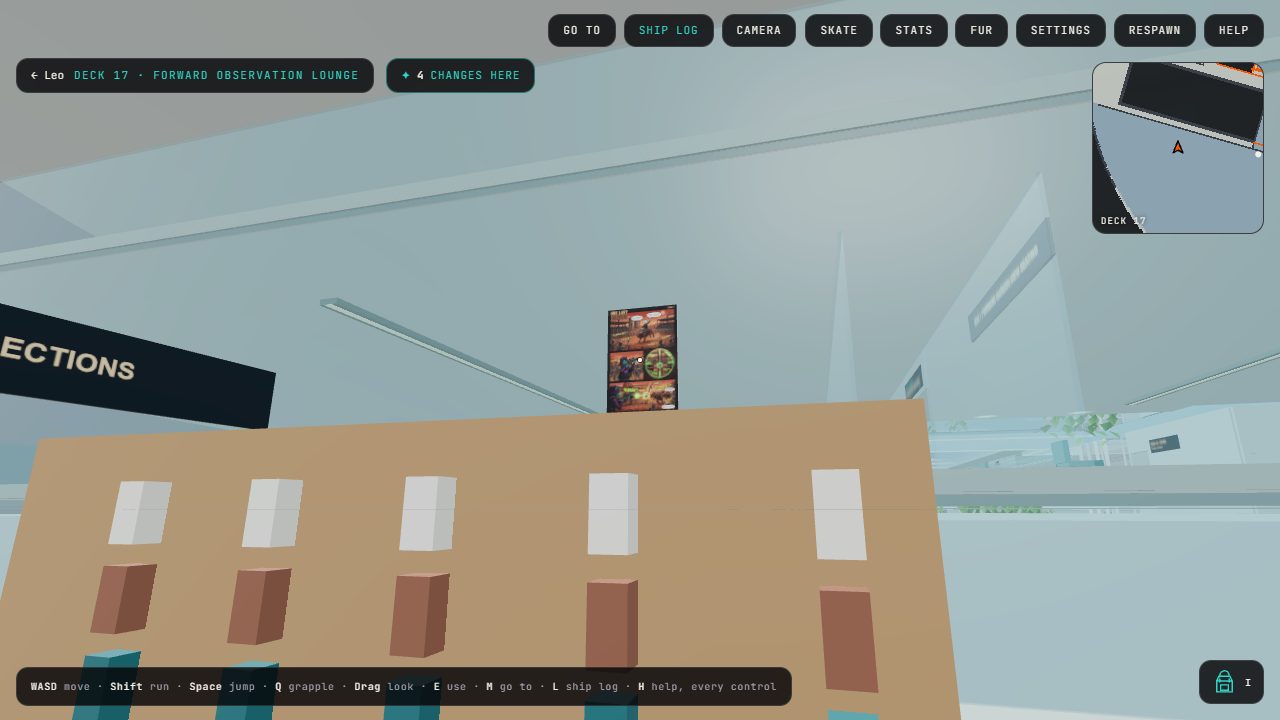 GO TO
SHIP LOG
CAMERA
SKATE
STATS
FUR
SETTINGS
RESPAWN
HELP
← Leo DECK 17 · FORWARD OBSERVATION LOUNGE
✦ 4 CHANGES HERE
DECK 17
ECTIONS
WASD move · Shift run · Space jump · Q grapple · Drag look · E use · M go to · L ship log · H help, every control
I